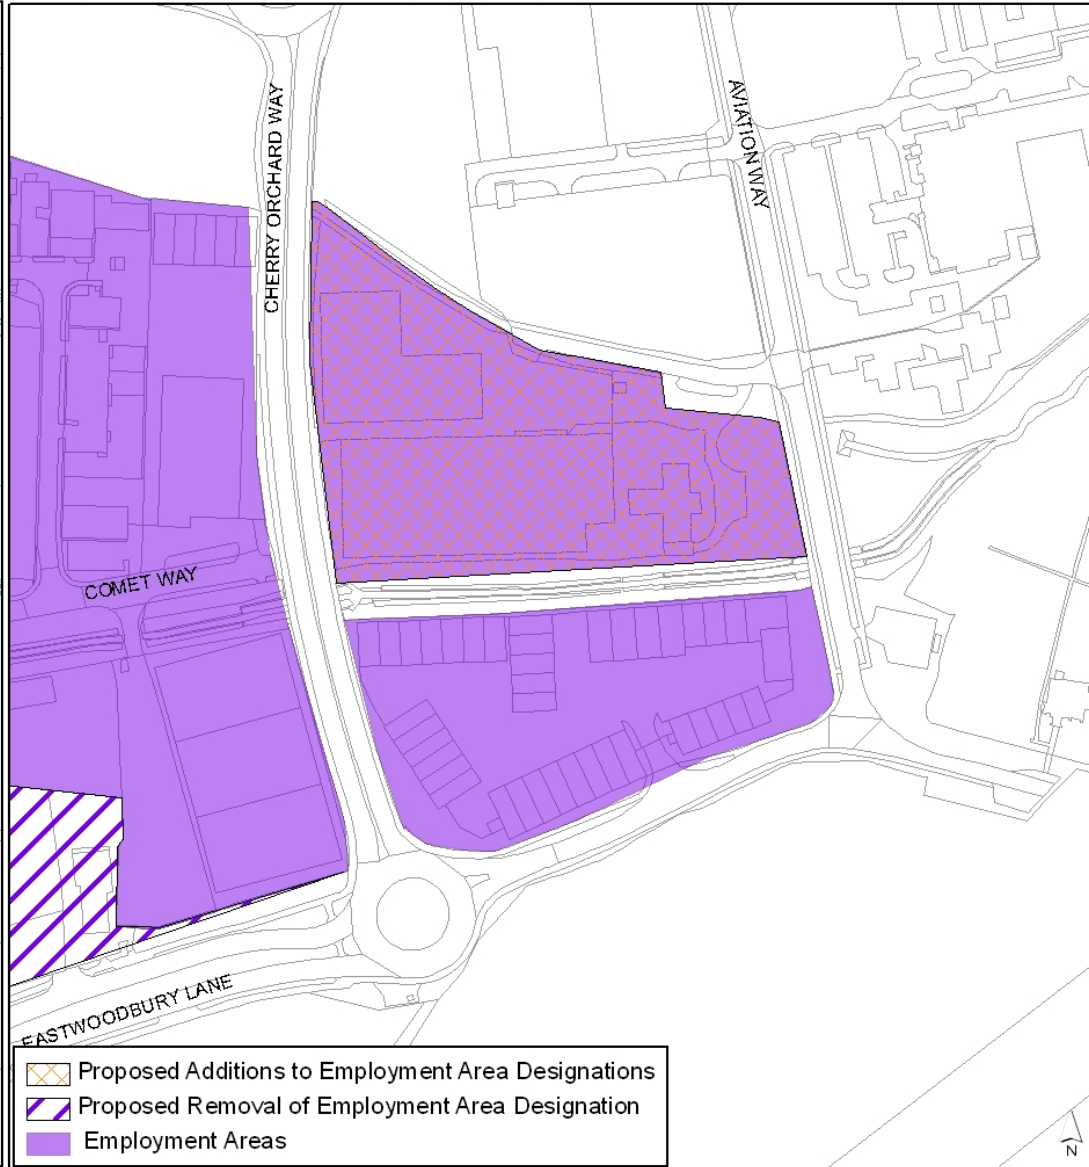 CHERRY ORCHARD WAY
AVIATION WAY
COMET WAY
EASTWOODBURY LANE
Proposed Additions to Employment Area Designations
Proposed Removal of Employment Area Designation
Employment Areas
N